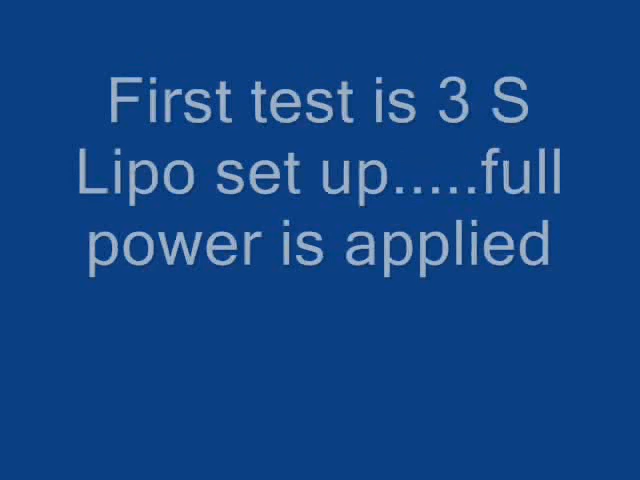 First test is 3 S
Lipo set up.....full
power is applied